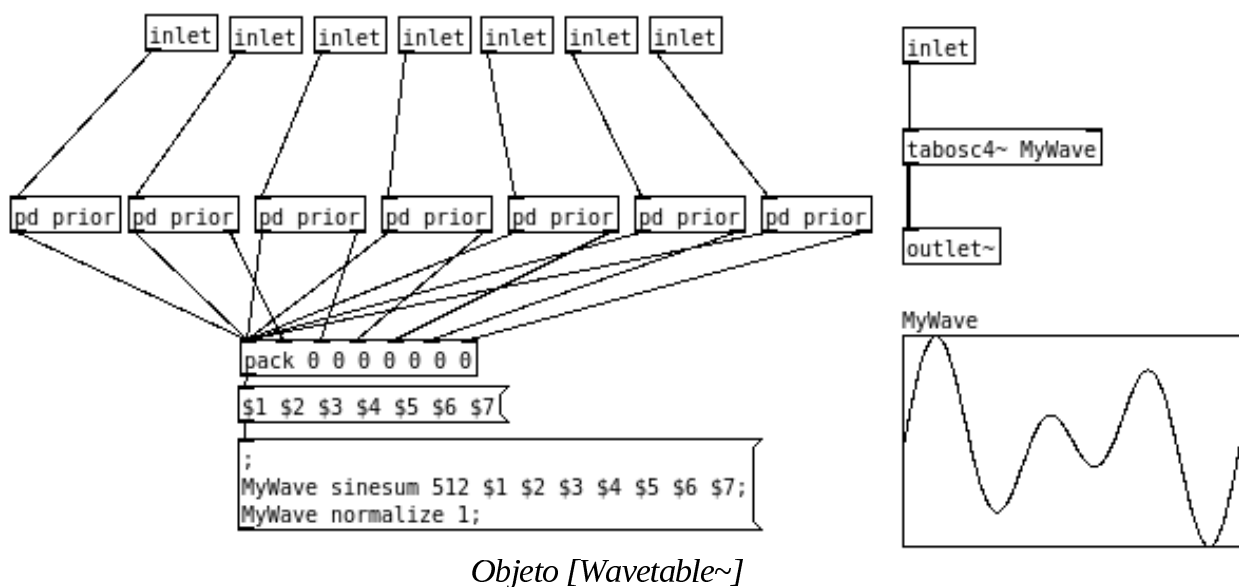 inlet inlet inlet inlet inlet inlet inlet
inlet
pd prior pd prior pd prior pd prior pd prior pd prior pd prior
tabosc4~ MyWave
outlet~
pack 0 0 0 0 0 0 0
$1 $2 $3 $4 $5 $6 $7
;
MyWave sinesum 512 $1 $2 $3 $4 $5 $6 $7;
MyWave normalize 1;
MyWave
Objeto [Wavetable~]